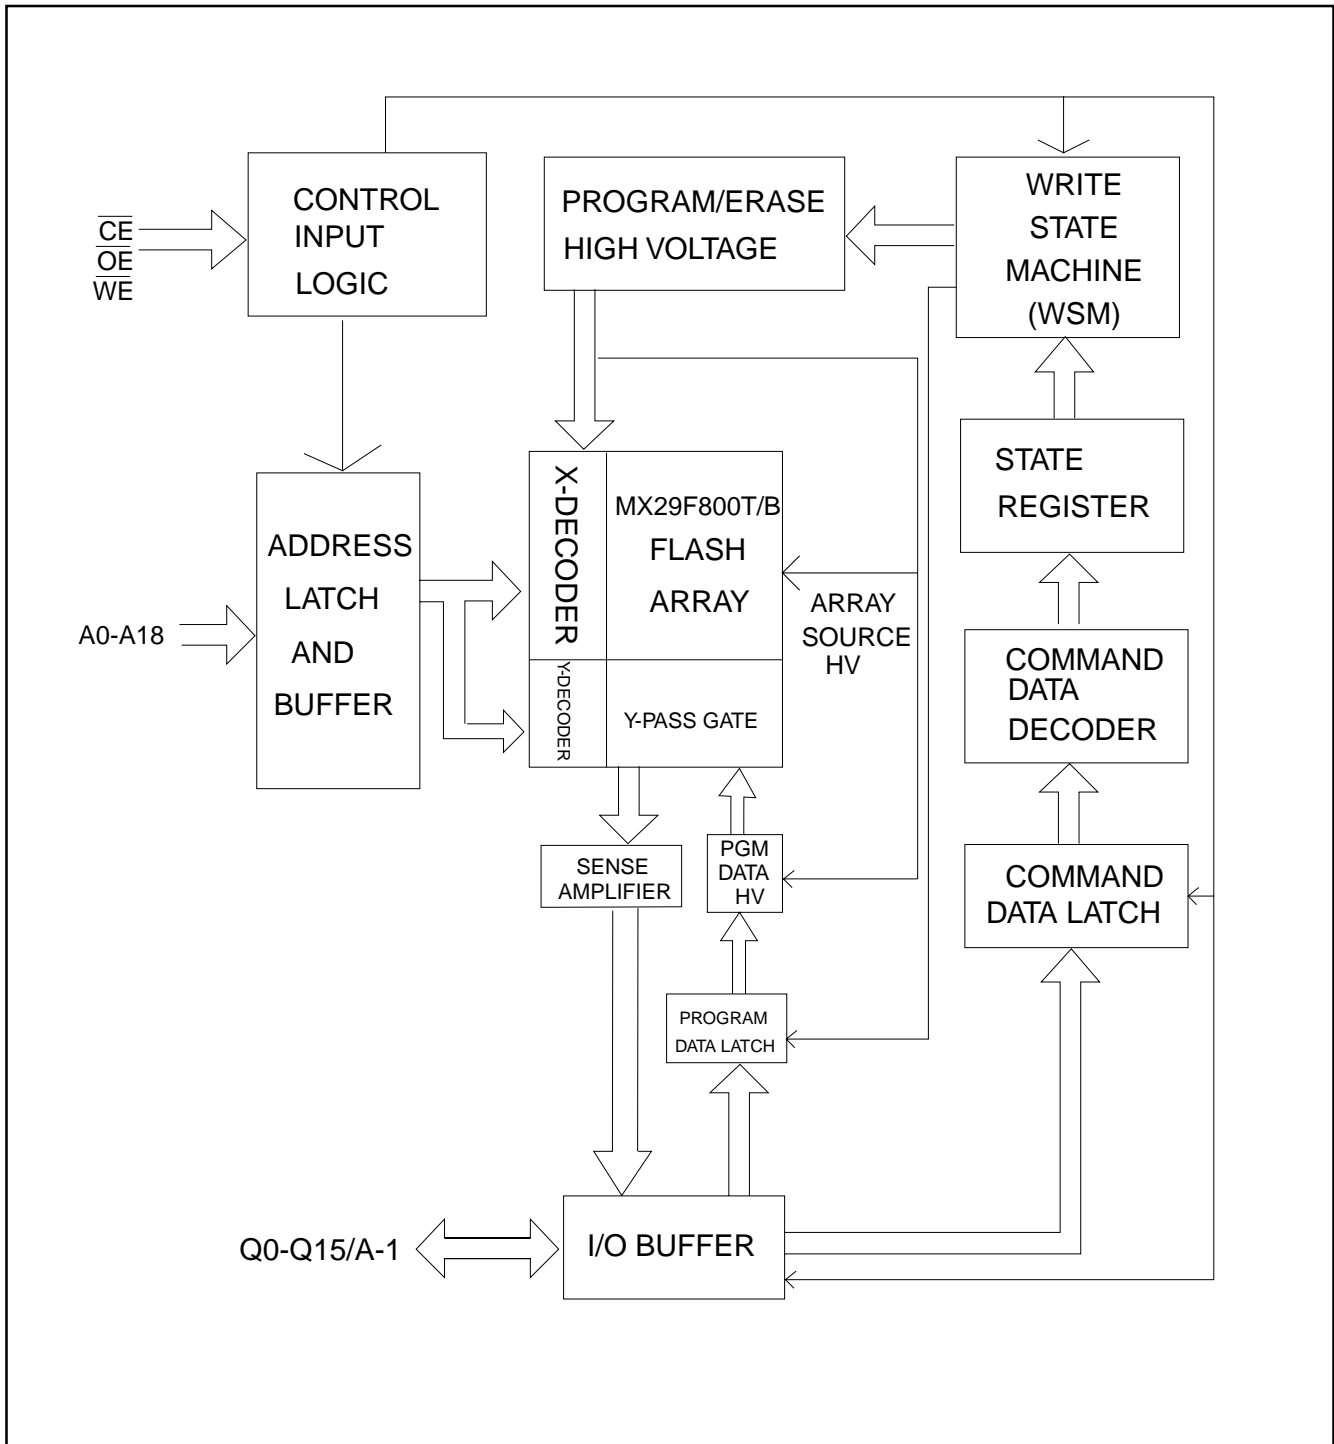 CE
OE
WE
CONTROL
INPUT
LOGIC
PROGRAM/ERASE
HIGH VOLTAGE
WRITE
STATE
MACHINE
(WSM)
STATE
REGISTER
A0-A18
ADDRESS
LATCH
AND
BUFFER
X-DECODER
MX29F800T/B
FLASH
ARRAY
ARRAY
SOURCE
HV
Y-DECODER
Y-PASS GATE
COMMAND
DATA
DECODER
SENSE
AMPLIFIER
PGM
DATA
HV
COMMAND
DATA LATCH
PROGRAM
DATA LATCH
Q0-Q15/A-1
I/O BUFFER